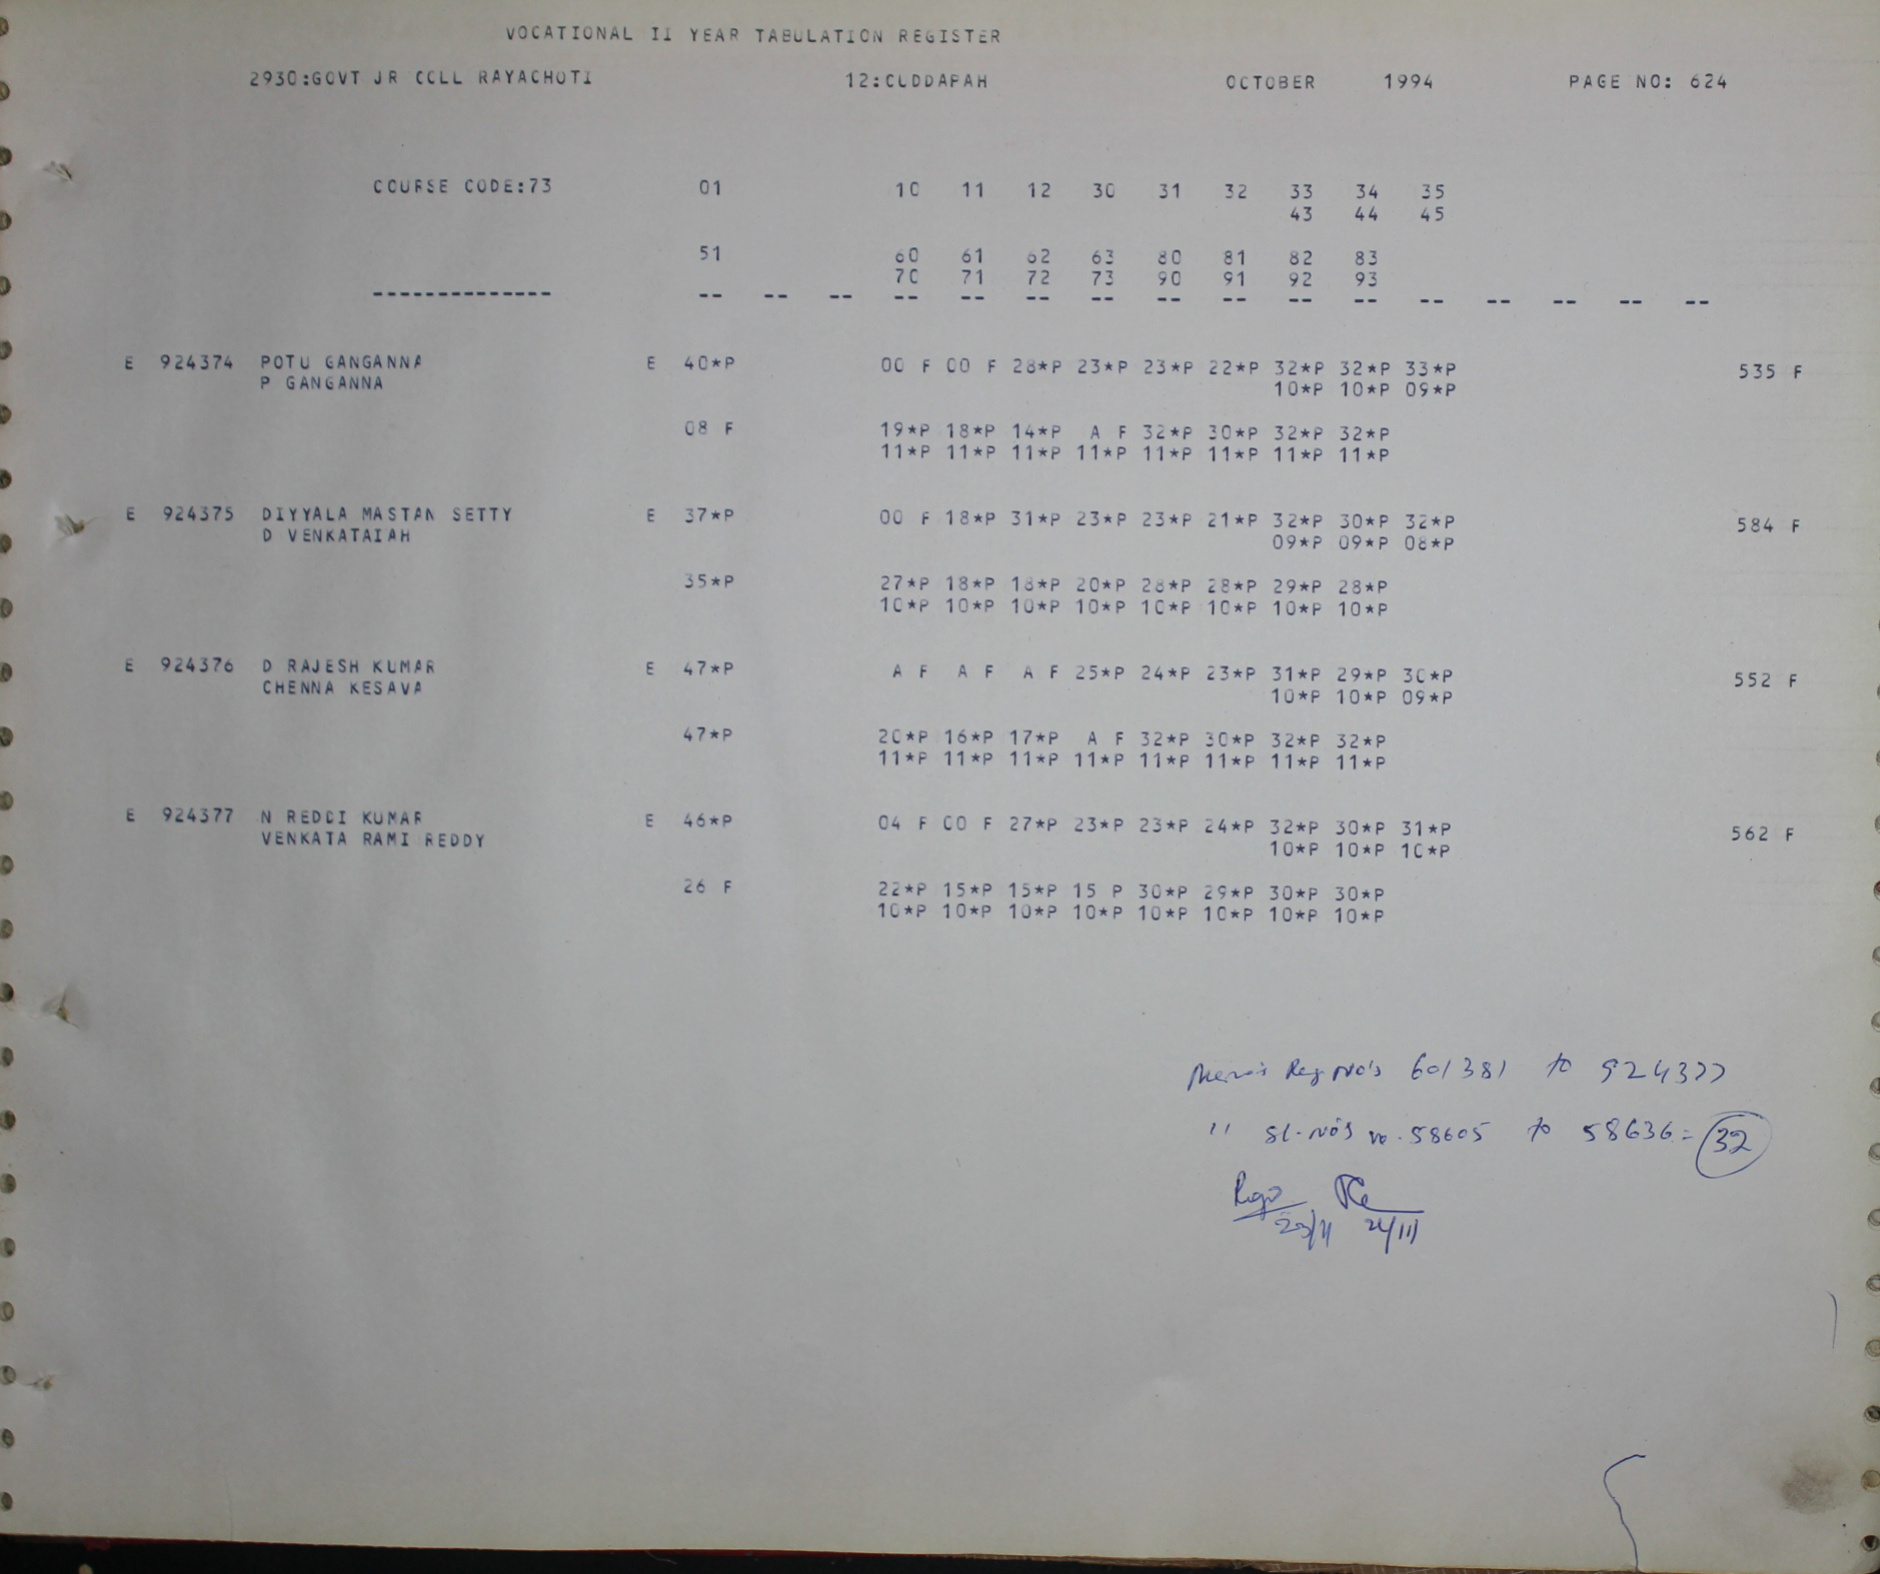 VOCATIONAL II YEAR TABULATION REGISTER
2930:GOVT JR COLL RAYACHOTI 12:CUDDAPAH OCTOBER 1994 PAGE NO: 624
COURSE CODE:73 01 10 11 12 30 31 32 33 34 35
43 44 45
51 60 61 62 63 80 81 82 83
70 71 72 73 90 91 92 93
-------------- -- -- -- -- -- -- -- -- -- -- -- -- -- -- -- --
E 924374 POTU GANGANNA E 40*P 00 F 00 F 28*P 23*P 23*P 22*P 32*P 32*P 33*P 535 F
P GANGANNA 10*P 10*P 09*P
08 F 19*P 18*P 14*P A F 32*P 30*P 32*P 32*P
11*P 11*P 11*P 11*P 11*P 11*P 11*P 11*P
E 924375 DIYYALA MASTAN SETTY E 37*P 00 F 18*P 31*P 23*P 23*P 21*P 32*P 30*P 32*P 584 F
D VENKATAIAH 09*P 09*P 08*P
35*P 27*P 18*P 18*P 20*P 28*P 28*P 29*P 28*P
10*P 10*P 10*P 10*P 10*P 10*P 10*P 10*P
E 924376 D RAJESH KUMAR E 47*P A F A F A F 25*P 24*P 23*P 31*P 29*P 30*P 552 F
CHENNA KESAVA 10*P 10*P 09*P
47*P 20*P 16*P 17*P A F 32*P 30*P 32*P 32*P
11*P 11*P 11*P 11*P 11*P 11*P 11*P 11*P
E 924377 N REDDI KUMAR E 46*P 04 F 00 F 27*P 23*P 23*P 24*P 32*P 30*P 31*P 562 F
VENKATA RAMI REDDY 10*P 10*P 10*P
26 F 22*P 15*P 15*P 15 P 30*P 29*P 30*P 30*P
10*P 10*P 10*P 10*P 10*P 10*P 10*P 10*P
Reg No's 601381 to 924377
" Sl-No's 58605 to 58636 = 32
23/11 24/11